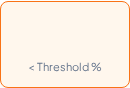 < Threshold %